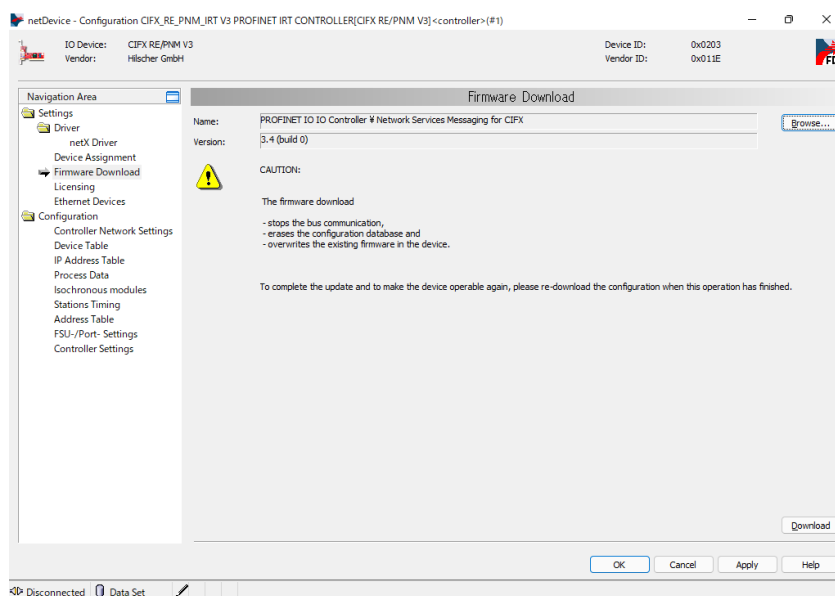 netDevice - Configuration CIFX_RE_PNM_IRT V3 PROFINET IRT CONTROLLER[CIFX RE/PNM V3]<controller>(#1)
IO Device: CIFX RE/PNM V3 Device ID: 0x0203
Vendor: Hilscher GmbH Vendor ID: 0x011E
FD
Navigation Area
Settings
Driver
netX Driver
Device Assignment
Firmware Download
Licensing
Ethernet Devices
Configuration
Controller Network Settings
Device Table
IP Address Table
Process Data
Isochronous modules
Stations Timing
Address Table
FSU-/Port- Settings
Controller Settings
Firmware Download
Name: PROFINET IO IO Controller ¥ Network Services Messaging for CIFX Browse...
Version: 3.4 (build 0)
CAUTION:
The firmware download
- stops the bus communication,
- erases the configuration database and
- overwrites the existing firmware in the device.
To complete the update and to make the device operable again, please re-download the configuration when this operation has finished.
Download
OK Cancel Apply Help
Disconnected Data Set